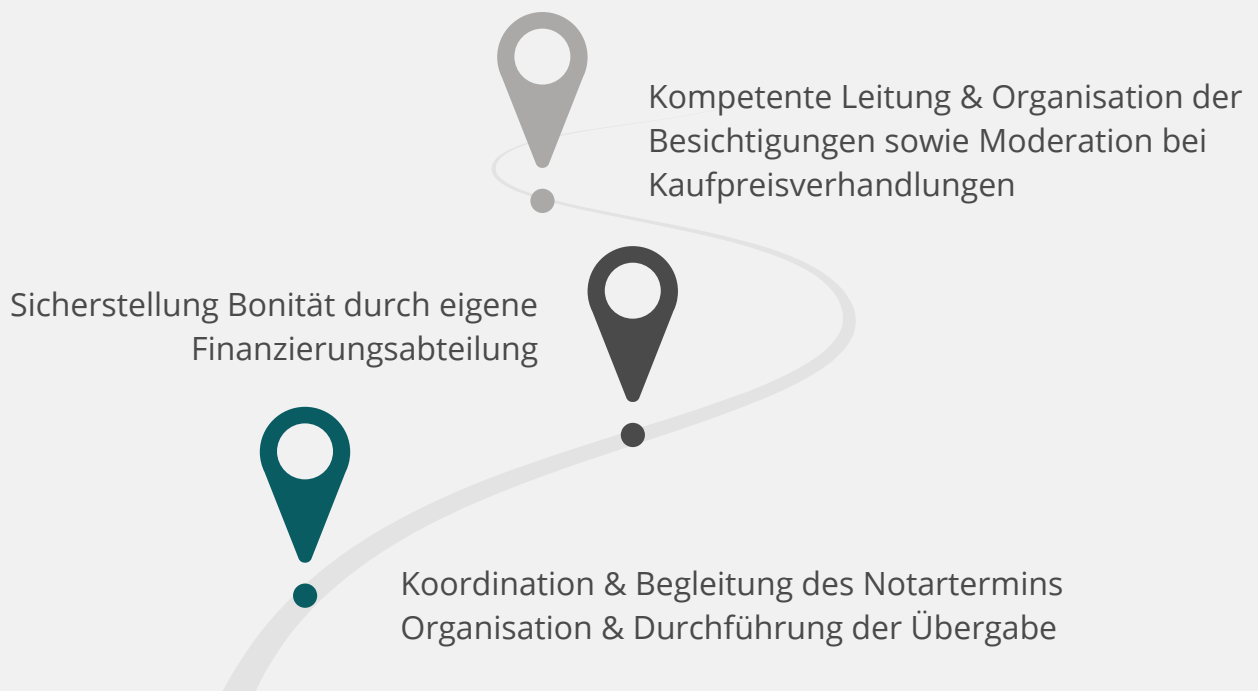 Kompetente Leitung & Organisation der
Besichtigungen sowie Moderation bei
Kaufpreisverhandlungen
Sicherstellung Bonität durch eigene
Finanzierungsabteilung
Koordination & Begleitung des Notartermins
Organisation & Durchführung der Übergabe